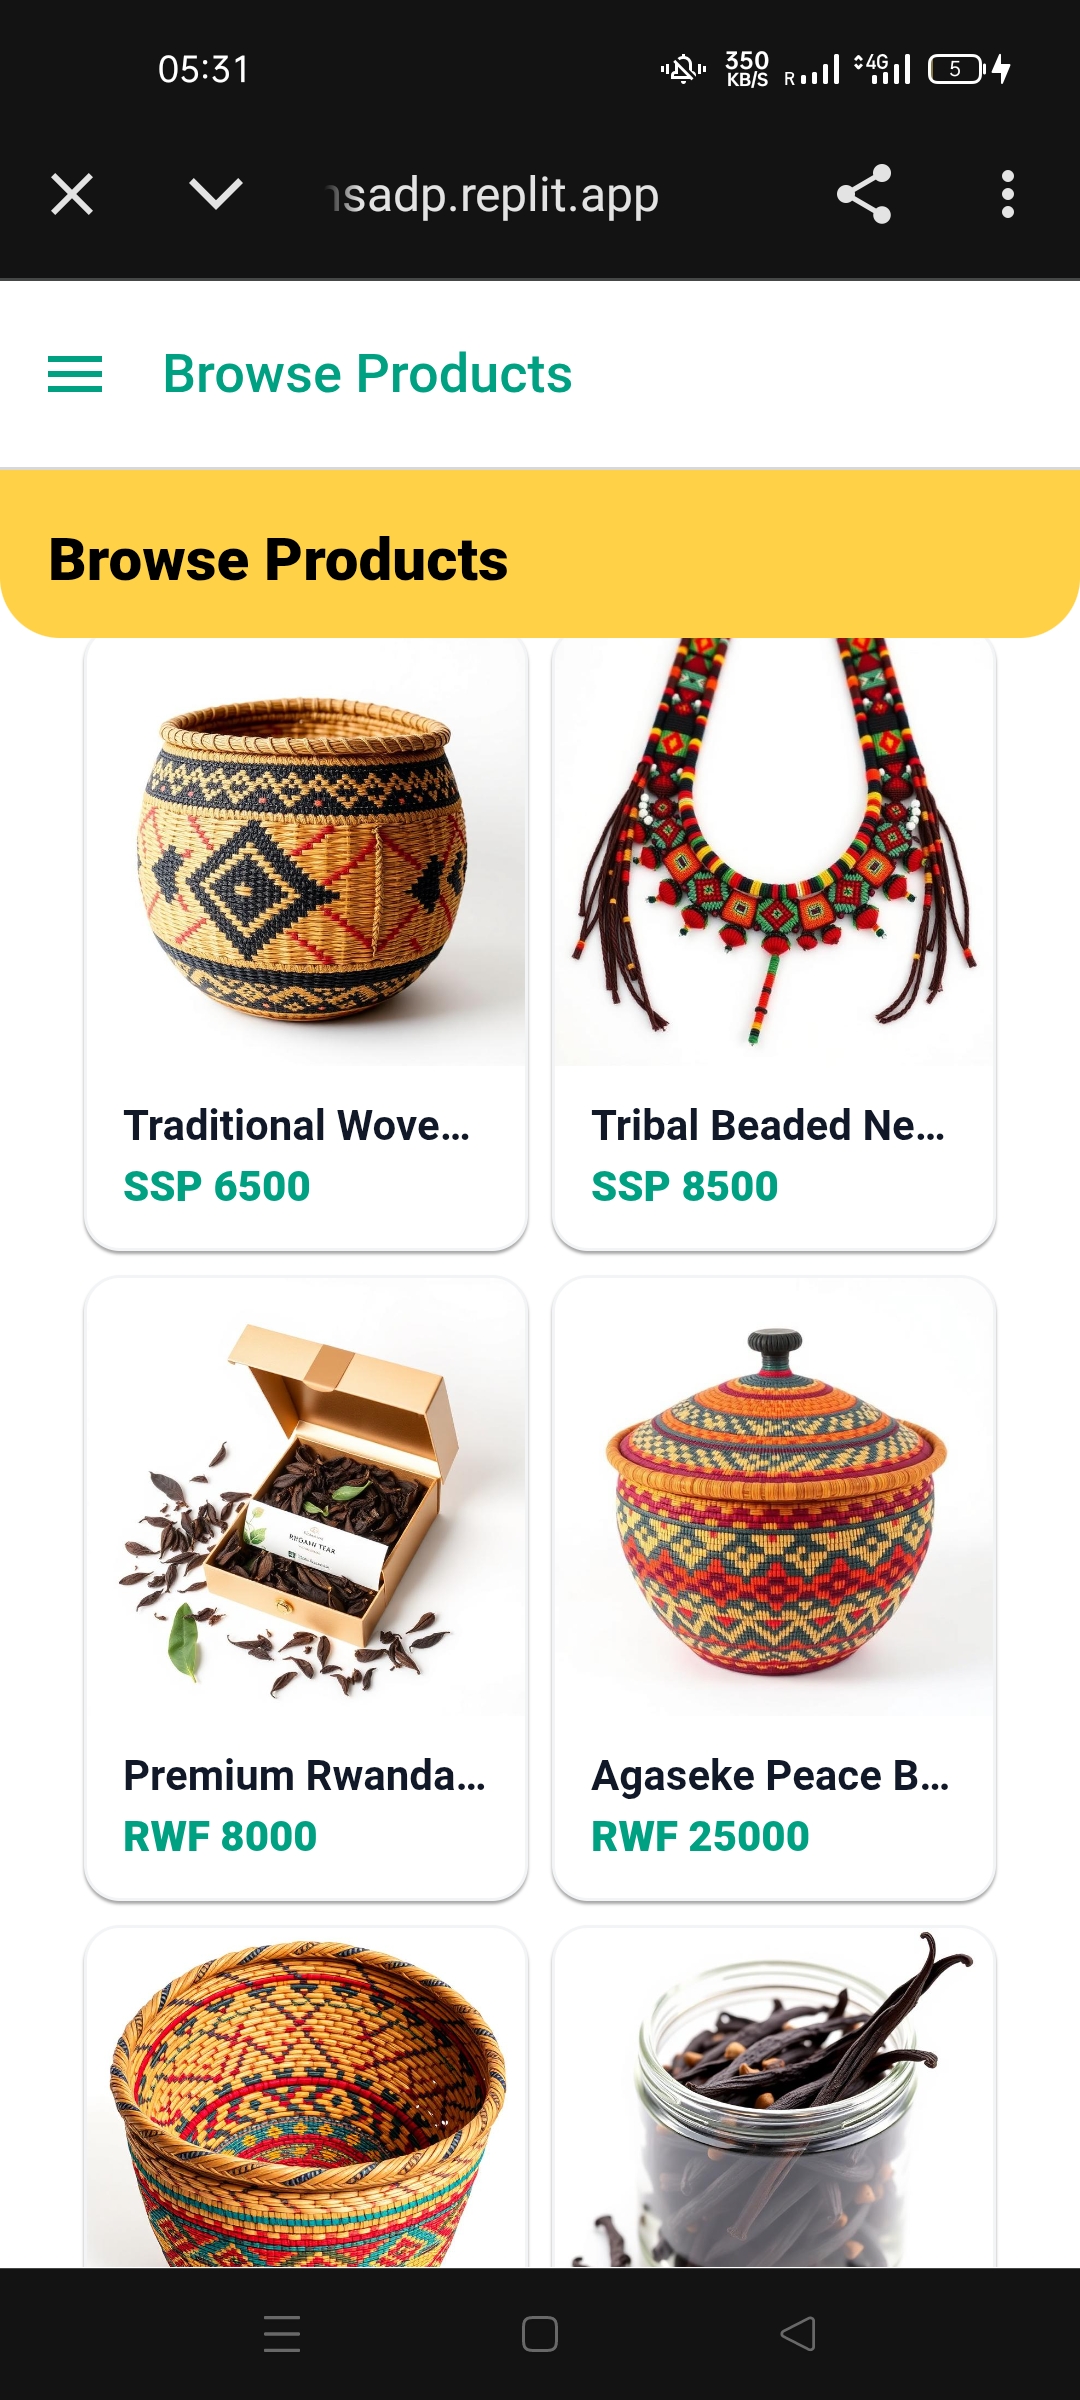 05:31
350
KB/S
R
4G
5
sadp.replit.app
Browse Products
Browse Products
Traditional Wove...
Tribal Beaded Ne...
SSP 6500
SSP 8500
Premium Rwanda...
Agaseke Peace B...
RWF 8000
RWF 25000